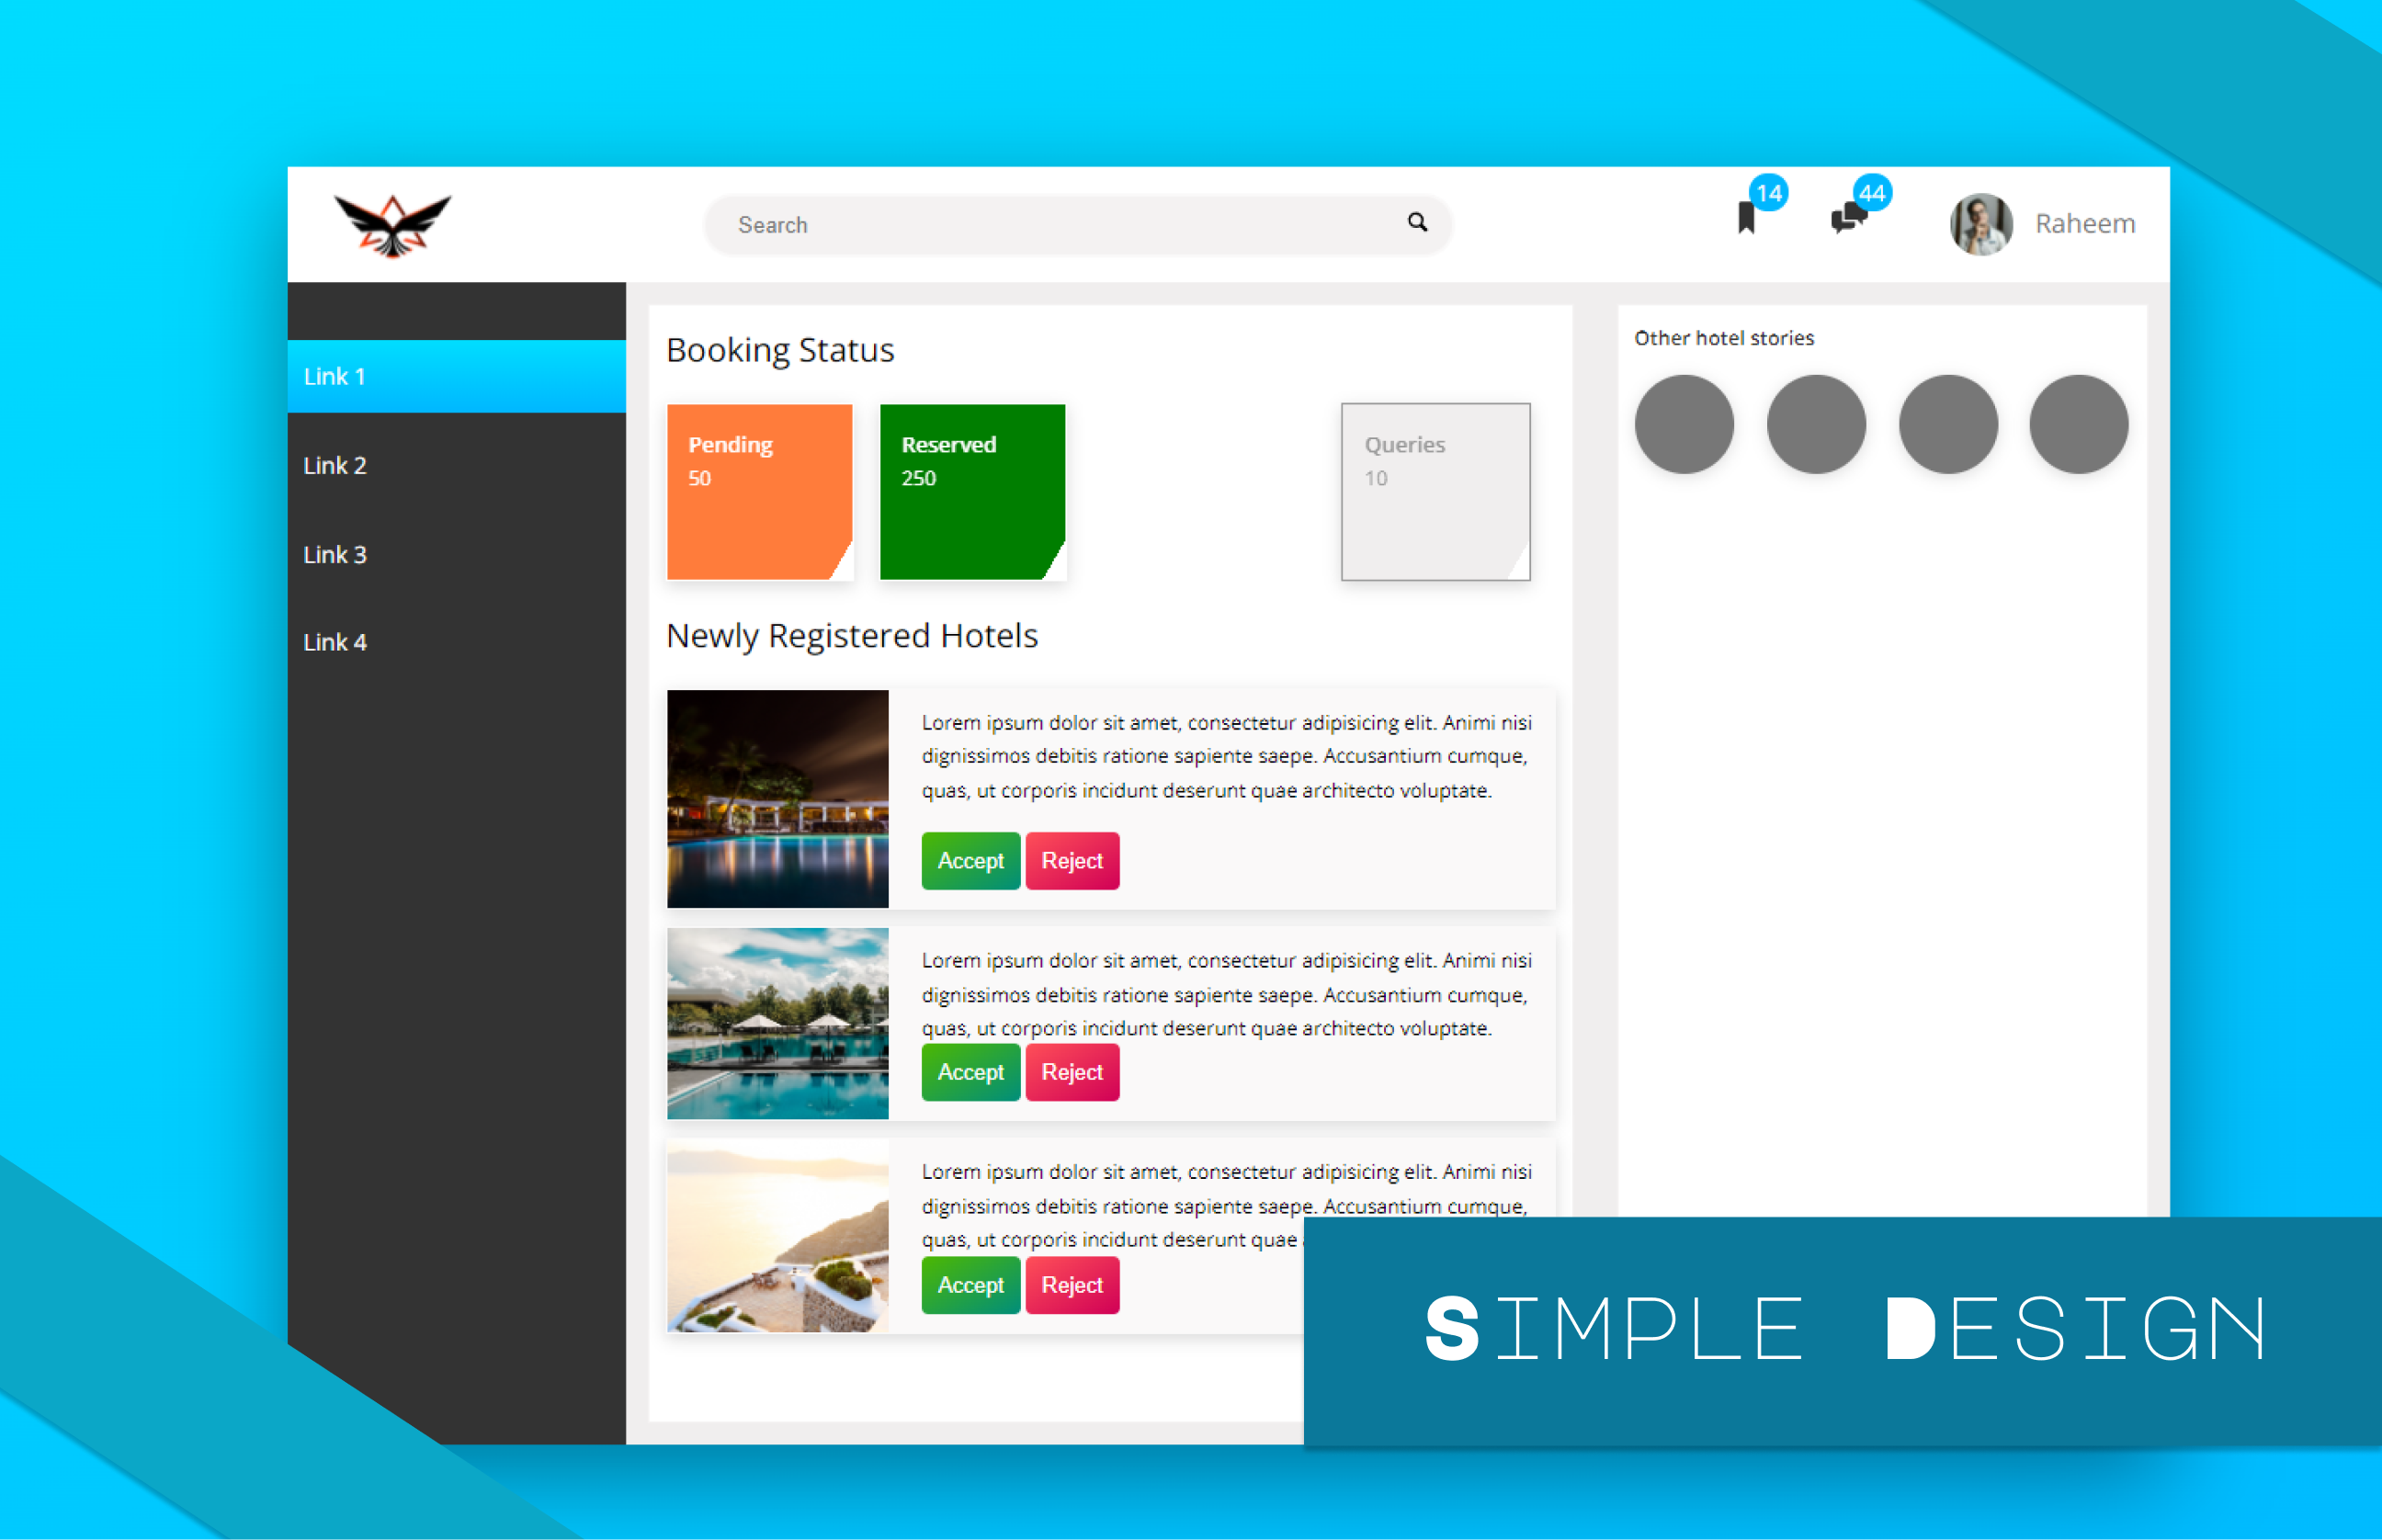 Search
14
44
Raheem
Link 1
Link 2
Link 3
Link 4
Booking Status
Pending
50
Reserved
250
Queries
10
Newly Registered Hotels
Lorem ipsum dolor sit amet, consectetur adipisicing elit. Animi nisi
dignissimos debitis ratione sapiente saepe. Accusantium cumque,
quas, ut corporis incidunt deserunt quae architecto voluptate.
Accept Reject
Lorem ipsum dolor sit amet, consectetur adipisicing elit. Animi nisi
dignissimos debitis ratione sapiente saepe. Accusantium cumque,
quas, ut corporis incidunt deserunt quae architecto voluptate.
Accept Reject
Lorem ipsum dolor sit amet, consectetur adipisicing elit. Animi nisi
dignissimos debitis ratione sapiente saepe. Accusantium cumque,
quas, ut corporis incidunt deserunt quae
Accept Reject
Other hotel stories
SIMPLE DESIGN